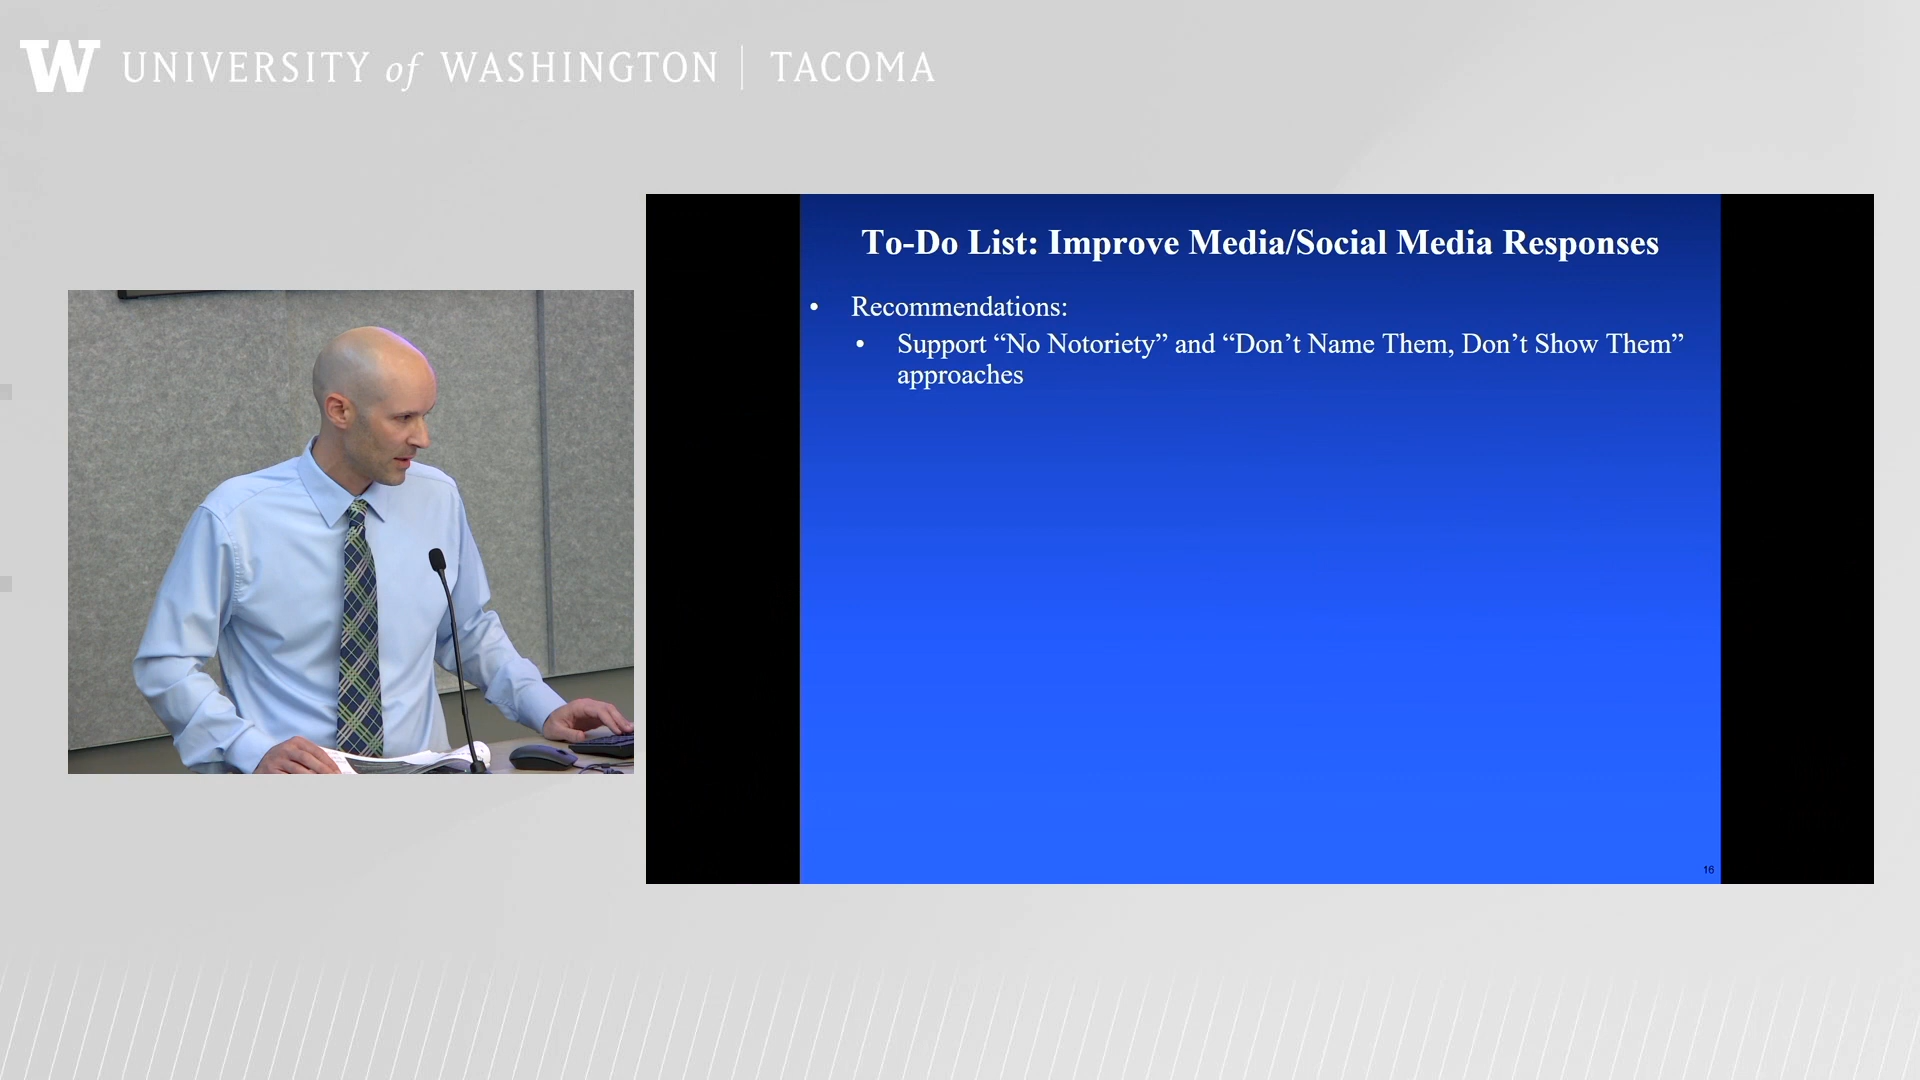 W UNIVERSITY of WASHINGTON | TACOMA
To-Do List: Improve Media/Social Media Responses
• Recommendations:
• Support “No Notoriety” and “Don’t Name Them, Don’t Show Them”
approaches
16